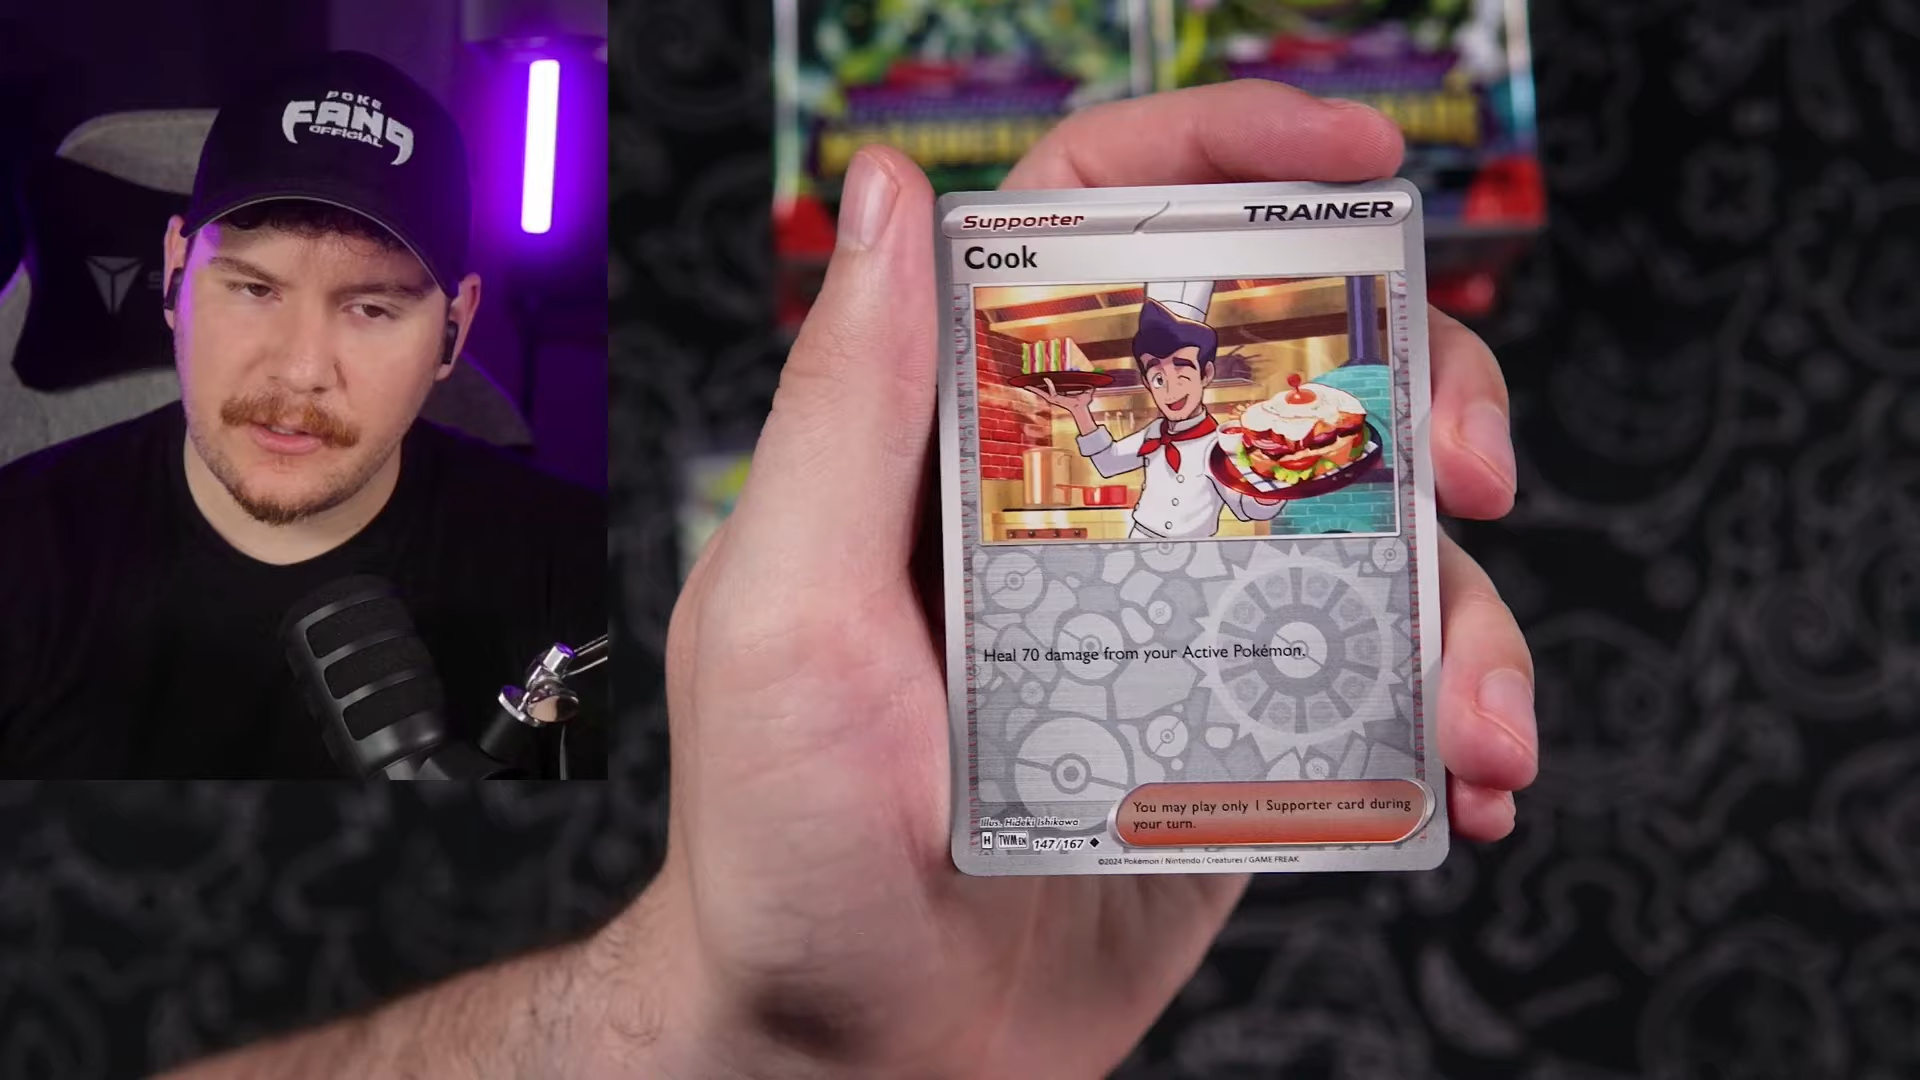 POKE
FANG
OFFICIAL
Supporter
TRAINER
Cook
Heal 70 damage from your Active Pokémon.
You may play only 1 Supporter card during
your turn.
Illus. Hideki Ishikawa
H TWM EN 147/167
©2024 Pokémon / Nintendo / Creatures / GAME FREAK